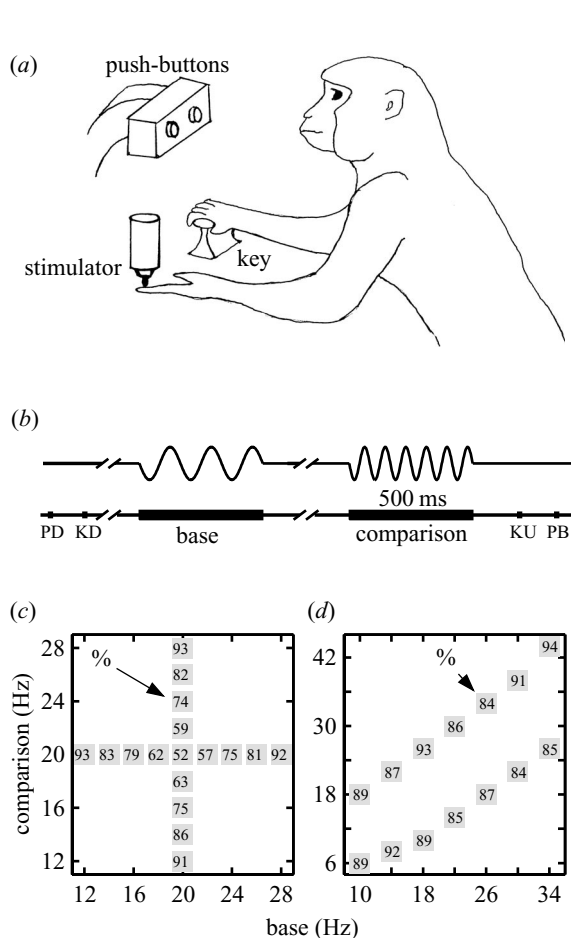 (a)
push-buttons
stimulator
key
(b)
500 ms
PD KD base comparison KU PB
(c)
comparison (Hz)
28
24
20
16
12
%
93
82
74
59
93 83 79 62 52 57 75 81 92
63
75
86
91
12 16 20 24 28
(d)
42
30
18
6
%
94
91
84
86
93
87
89
85
84
87
85
89
92
89
10 18 26 34
base (Hz)